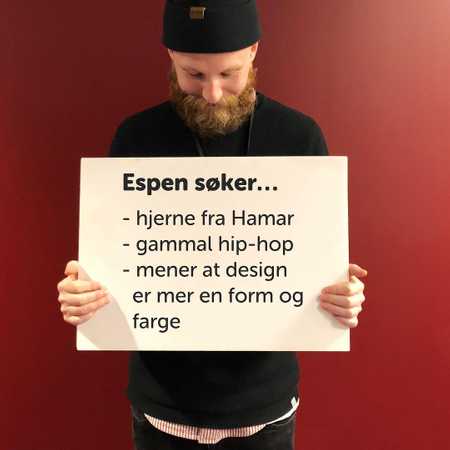 Espen søker…
- hjerne fra Hamar
- gammal hip-hop
- mener at design
er mer en form og
farge